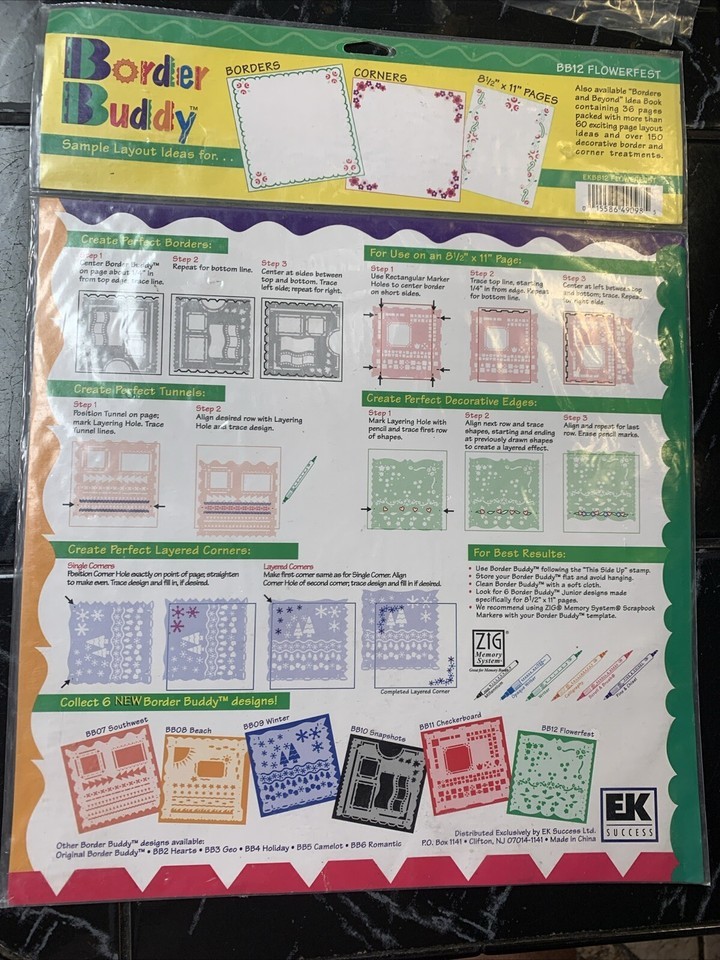 Border
Buddy™
Sample Layout Ideas for. . .
BORDERS
CORNERS
8½" x 11" PAGES
BB12 FLOWERFEST
Also available "Borders
and Beyond" Idea Book
containing 36 pages
packed with more than
60 exciting page layout
ideas and over 150
decorative border and
corner treatments.
EKBB12 FLOWERFEST
Create Perfect Borders:
Step 1
Center Border Buddy™
on page about 1/4" in
from top edge. Trace line.
Step 2
Repeat for bottom line.
Step 3
Center at sides between
top and bottom. Trace
left side; repeat for right.
For Use on an 8½" x 11" Page:
Step 1
Use Rectangular Marker
Holes to center border
on short sides.
Step 2
Trace top line, starting
1/4" in from edge. Repeat
for bottom line.
Step 3
Center at left between top
and bottom; trace. Repeat
on right side.
Create Perfect Tunnels:
Step 1
Position Tunnel on page;
mark Layering Hole. Trace
Tunnel lines.
Step 2
Align desired row with Layering
Hole and trace design.
Create Perfect Decorative Edges:
Step 1
Mark Layering Hole with
pencil and trace first row
of shapes.
Step 2
Align next row and trace
shapes, starting and ending
at previously drawn shapes
to create a layered effect.
Step 3
Align and repeat for last
row. Erase pencil marks.
Create Perfect Layered Corners:
Single Corners
Position Corner Hole exactly on point of page; straighten
to make even. Trace design and fill in, if desired.
Layered Corners
Make first corner same as for Single Corner. Align
Corner Hole of second corner; trace design and fill in if desired.
Completed Layered Corner
For Best Results:
• Use Border Buddy™ following the "This Side Up" stamp.
• Store your Border Buddy™ flat and avoid hanging.
• Clean Border Buddy™ with a soft cloth.
• Look for 6 Border Buddy™ Junior designs made
specifically for 8½" x 11" pages.
• We recommend using ZIG® Memory System® Scrapbook
Markers with your Border Buddy™ template.
ZIG
Memory
System®
Collect 6 NEW Border Buddy™ designs!
BB07 Southwest
BB08 Beach
BB09 Winter
BB10 Snapshots
BB11 Checkerboard
BB12 Flowerfest
EK
SUCCESS
Other Border Buddy™ designs available:
Original Border Buddy™ • BB2 Hearts • BB3 Geo • BB4 Holiday • BB5 Camelot • BB6 Romantic
Distributed Exclusively by EK Success Ltd.
P.O. Box 1141 • Clifton, NJ 07014-1141 • Made in China